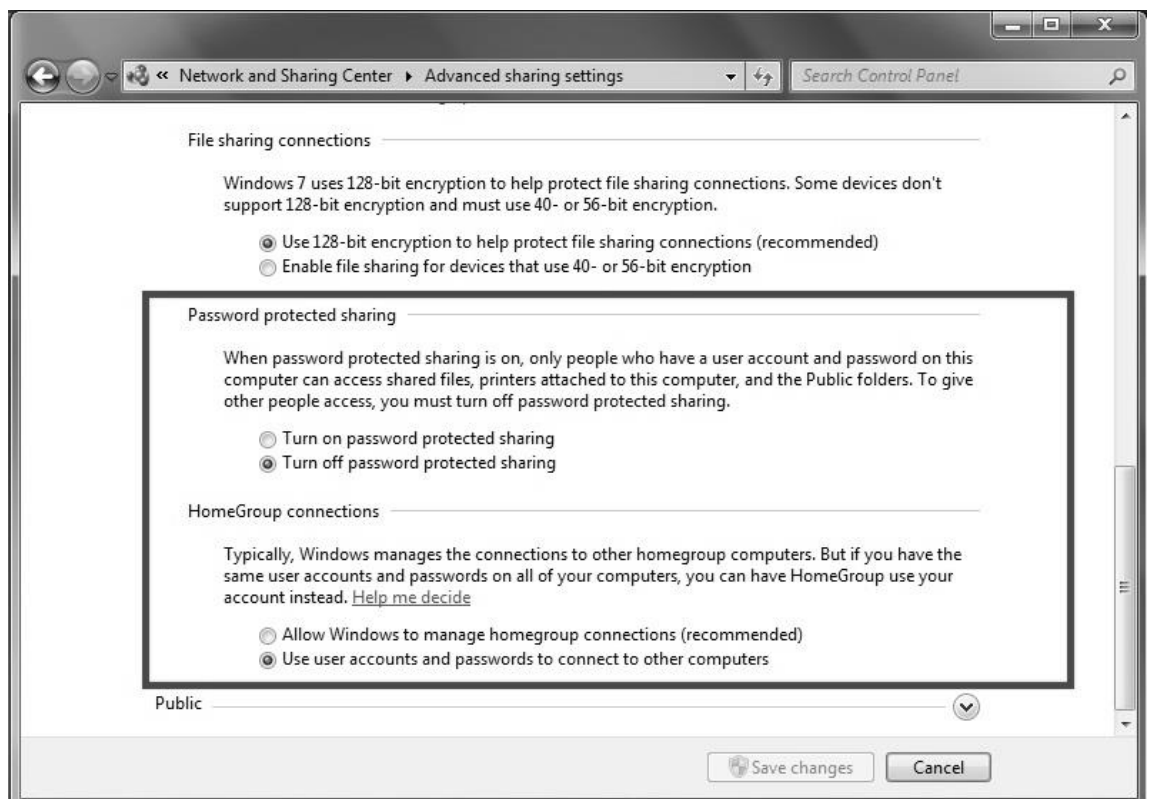 « Network and Sharing Center ▸ Advanced sharing settings
Search Control Panel
File sharing connections
Windows 7 uses 128-bit encryption to help protect file sharing connections. Some devices don't
support 128-bit encryption and must use 40- or 56-bit encryption.
Use 128-bit encryption to help protect file sharing connections (recommended)
Enable file sharing for devices that use 40- or 56-bit encryption
Password protected sharing
When password protected sharing is on, only people who have a user account and password on this
computer can access shared files, printers attached to this computer, and the Public folders. To give
other people access, you must turn off password protected sharing.
Turn on password protected sharing
Turn off password protected sharing
HomeGroup connections
Typically, Windows manages the connections to other homegroup computers. But if you have the
same user accounts and passwords on all of your computers, you can have HomeGroup use your
account instead. Help me decide
Allow Windows to manage homegroup connections (recommended)
Use user accounts and passwords to connect to other computers
Public
Save changes
Cancel